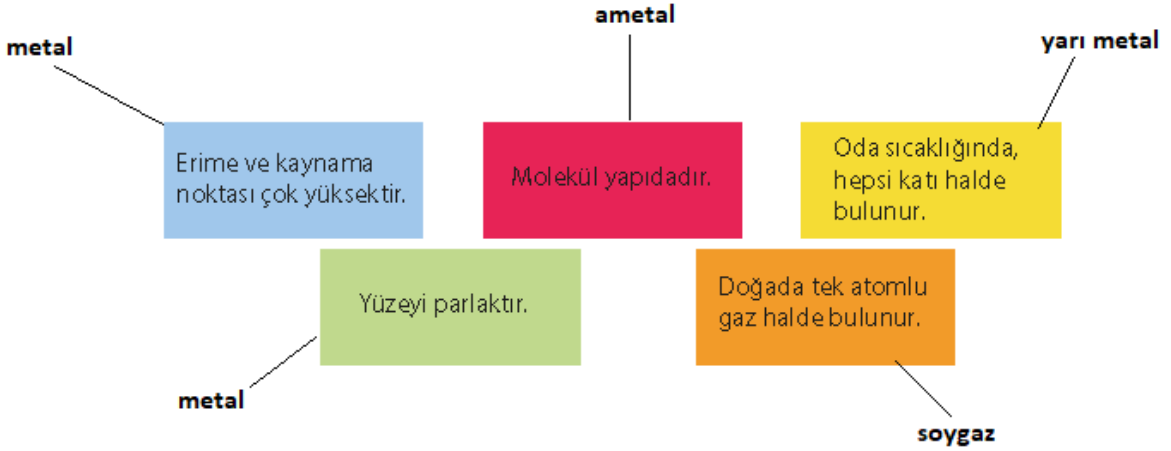 ametal
metal
yarı metal
Erime ve kaynama
noktası çok yüksektir.
Molekül yapıdadır.
Oda sıcaklığında,
hepsi katı halde
bulunur.
Yüzeyi parlaktır.
Doğada tek atomlu
gaz halde bulunur.
metal
soygaz